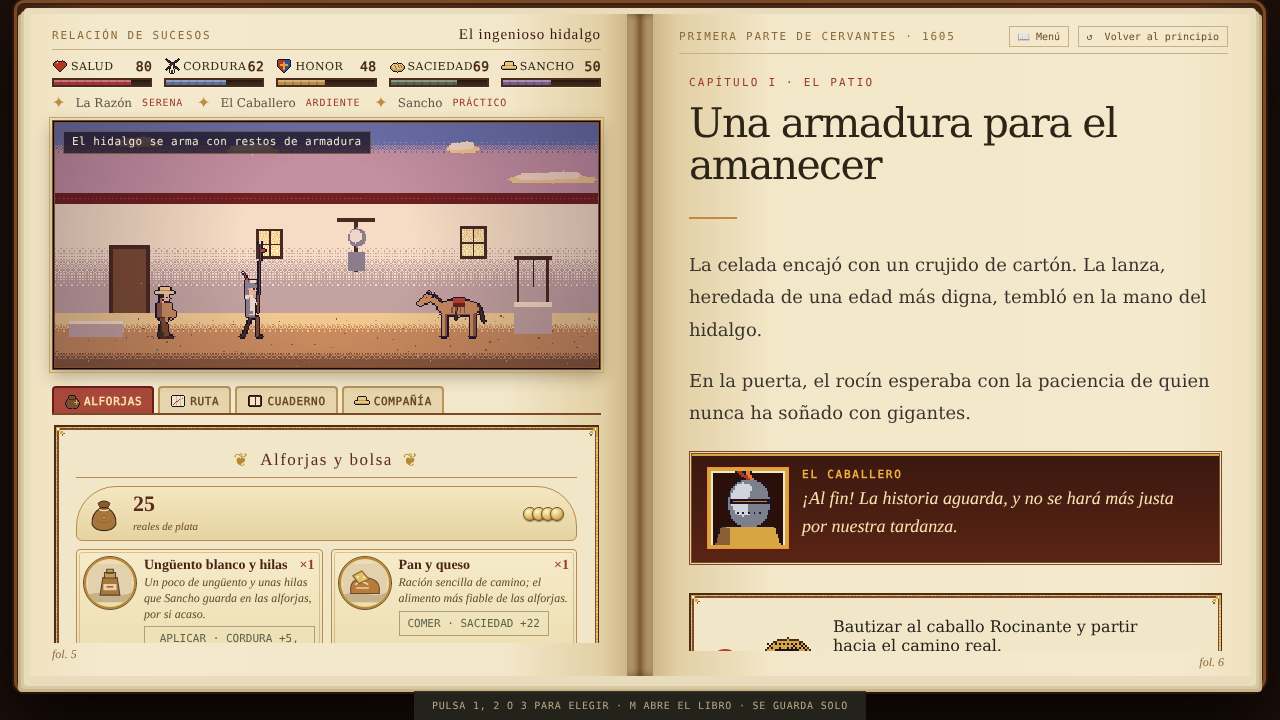 RELACIÓN DE SUCESOS
El ingenioso hidalgo
SALUD 80
CORDURA 62
HONOR 48
SACIEDAD 69
SANCHO 50
La Razón SERENA
El Caballero ARDIENTE
Sancho PRÁCTICO
El hidalgo se arma con restos de armadura
ALFORJAS
RUTA
CUADERNO
COMPAÑÍA
Alforjas y bolsa
25
reales de plata
Ungüento blanco y hilas ×1
Un poco de ungüento y unas hilas
que Sancho guarda en las alforjas,
por si acaso.
APLICAR · CORDURA +5,
Pan y queso ×1
Ración sencilla de camino; el
alimento más fiable de las alforjas.
COMER · SACIEDAD +22
fol. 5
PRIMERA PARTE DE CERVANTES · 1605
Menú
↺ Volver al principio
CAPÍTULO I · EL PATIO
Una armadura para el
amanecer
La celada encajó con un crujido de cartón. La lanza,
heredada de una edad más digna, tembló en la mano del
hidalgo.
En la puerta, el rocín esperaba con la paciencia de quien
nunca ha soñado con gigantes.
EL CABALLERO
¡Al fin! La historia aguarda, y no se hará más justa
por nuestra tardanza.
Bautizar al caballo Rocinante y partir
hacia el camino real.
fol. 6
PULSA 1, 2 O 3 PARA ELEGIR · M ABRE EL LIBRO · SE GUARDA SOLO